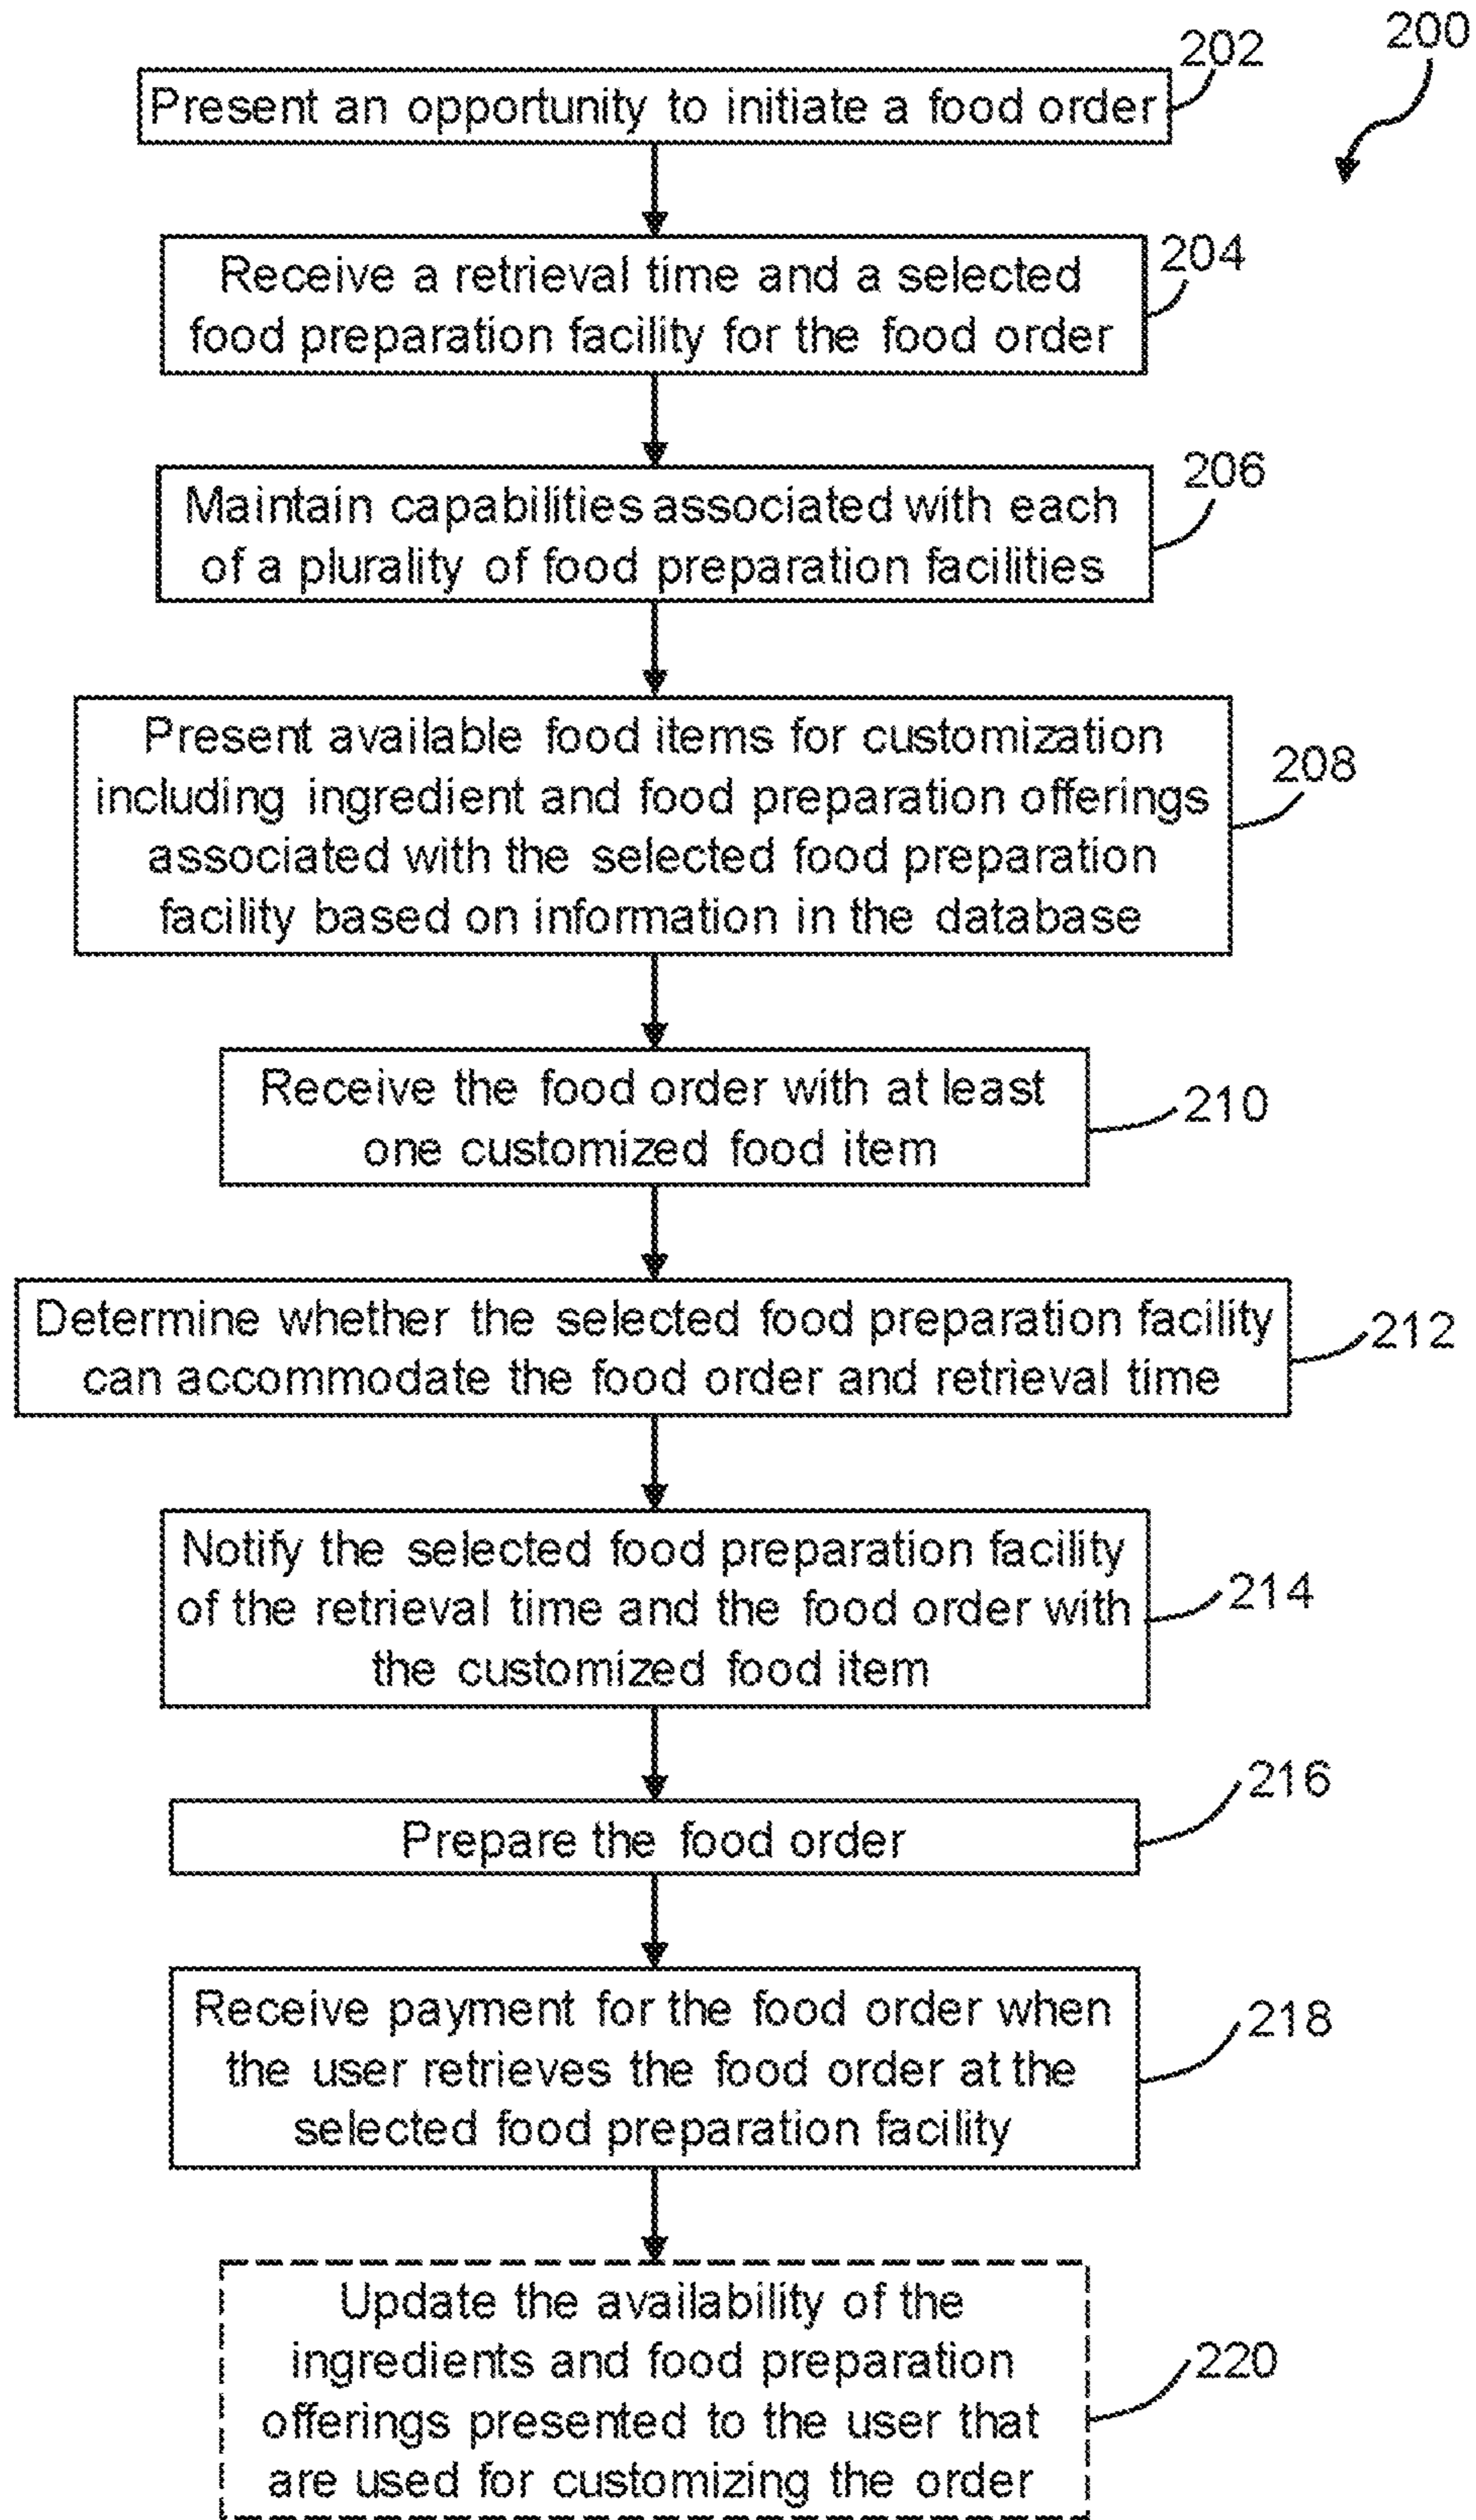 200
202
Present an opportunity to initiate a food order
204
Receive a retrieval time and a selected
food preparation facility for the food order
206
Maintain capabilities associated with each
of a plurality of food preparation facilities
208
Present available food items for customization
including ingredient and food preparation offerings
associated with the selected food preparation
facility based on information in the database
210
Receive the food order with at least
one customized food item
212
Determine whether the selected food preparation facility
can accommodate the food order and retrieval time
214
Notify the selected food preparation facility
of the retrieval time and the food order with
the customized food item
216
Prepare the food order
218
Receive payment for the food order when
the user retrieves the food order at the
selected food preparation facility
220
Update the availability of the
ingredients and food preparation
offerings presented to the user that
are used for customizing the order